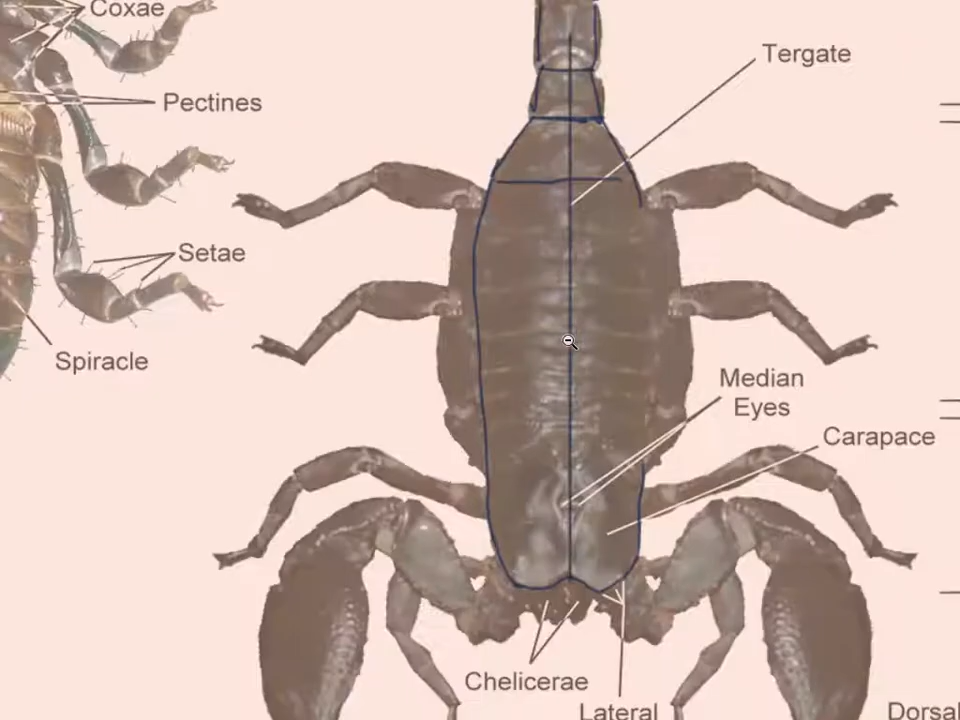 Coxae
Pectines
Setae
Spiracle
Tergate
Median
Eyes
Carapace
Chelicerae
Lateral
Dorsal